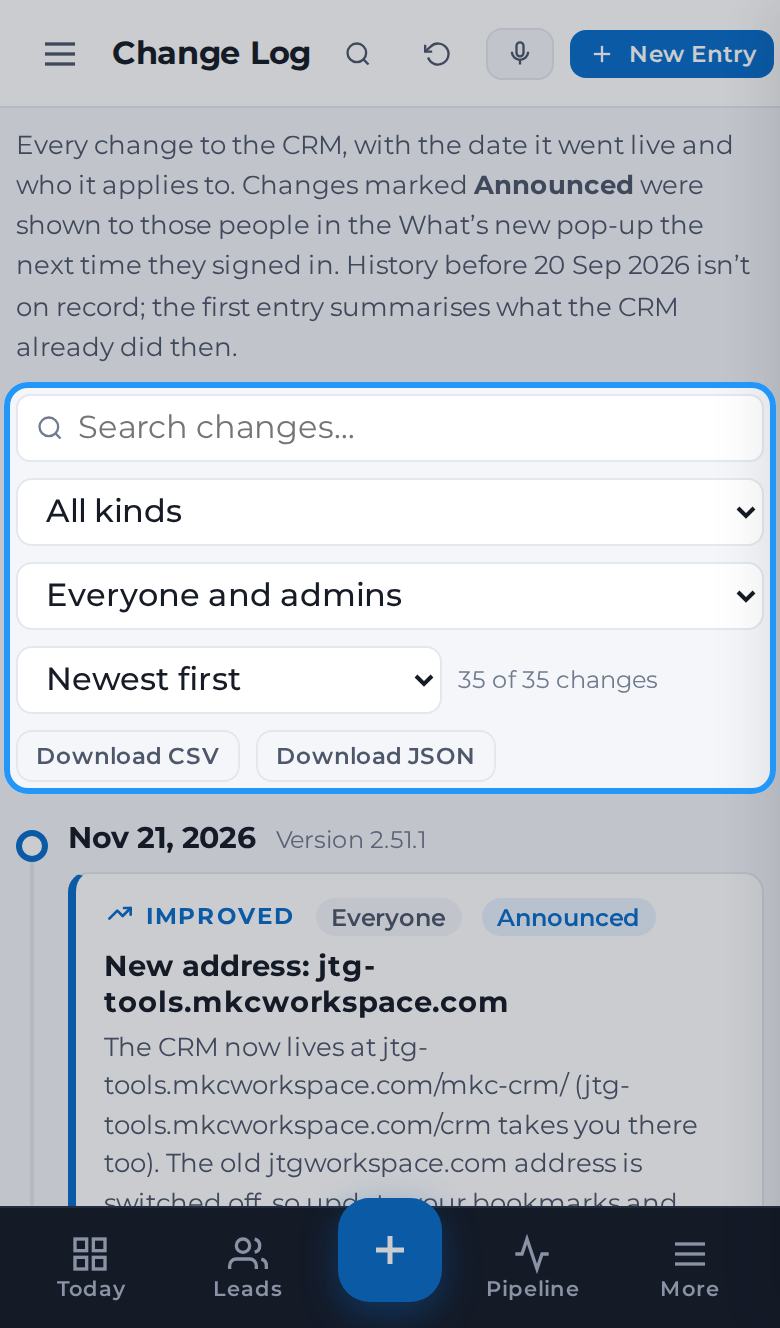 Change Log
New Entry
Every change to the CRM, with the date it went live and
who it applies to. Changes marked Announced were
shown to those people in the What’s new pop-up the
next time they signed in. History before 20 Sep 2026 isn’t
on record; the first entry summarises what the CRM
already did then.
Search changes...
All kinds
Everyone and admins
Newest first
35 of 35 changes
Download CSV
Download JSON
Nov 21, 2026 Version 2.51.1
IMPROVED Everyone Announced
New address: jtg-
tools.mkcworkspace.com
The CRM now lives at jtg-
tools.mkcworkspace.com/mkc-crm/ (jtg-
tools.mkcworkspace.com/crm takes you there
too). The old jtgworkspace.com address is
switched off, so update your bookmarks and
Today
Leads
Pipeline
More